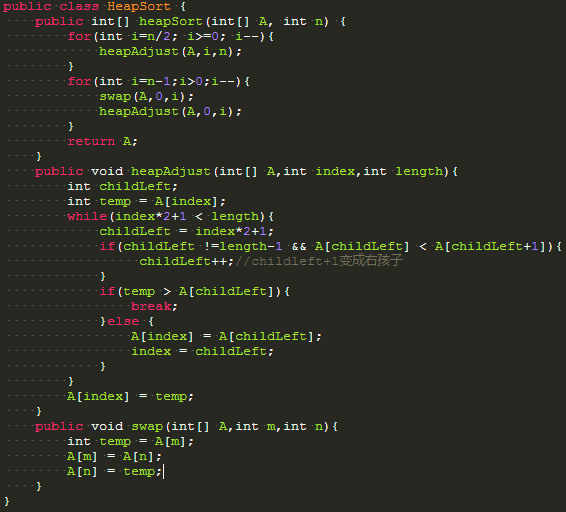 public class HeapSort {
    public int[] heapSort(int[] A, int n) {
        for(int i=n/2; i>=0; i--){
            heapAdjust(A,i,n);
        }
        for(int i=n-1;i>0;i--){
            swap(A,0,i);
            heapAdjust(A,0,i);
        }
        return A;
    }
    public void heapAdjust(int[] A,int index,int length){
        int childLeft;
        int temp = A[index];
        while(index*2+1 < length){
            childLeft = index*2+1;
            if(childLeft !=length-1 && A[childLeft] < A[childLeft+1]){
                 childLeft++;//childleft+1变成右孩子
            }
            if(temp > A[childLeft]){
                break;
            }else {
                A[index] = A[childLeft];
                index = childLeft;
            }
        }
        A[index] = temp;
    }
    public void swap(int[] A,int m,int n){
        int temp = A[m];
        A[m] = A[n];
        A[n] = temp;
    }
}